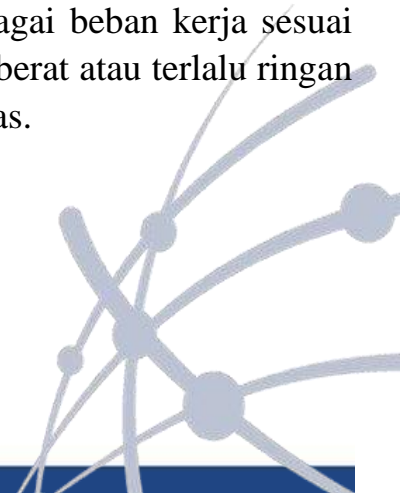 agai beban kerja sesuai
berat atau terlalu ringan
as.